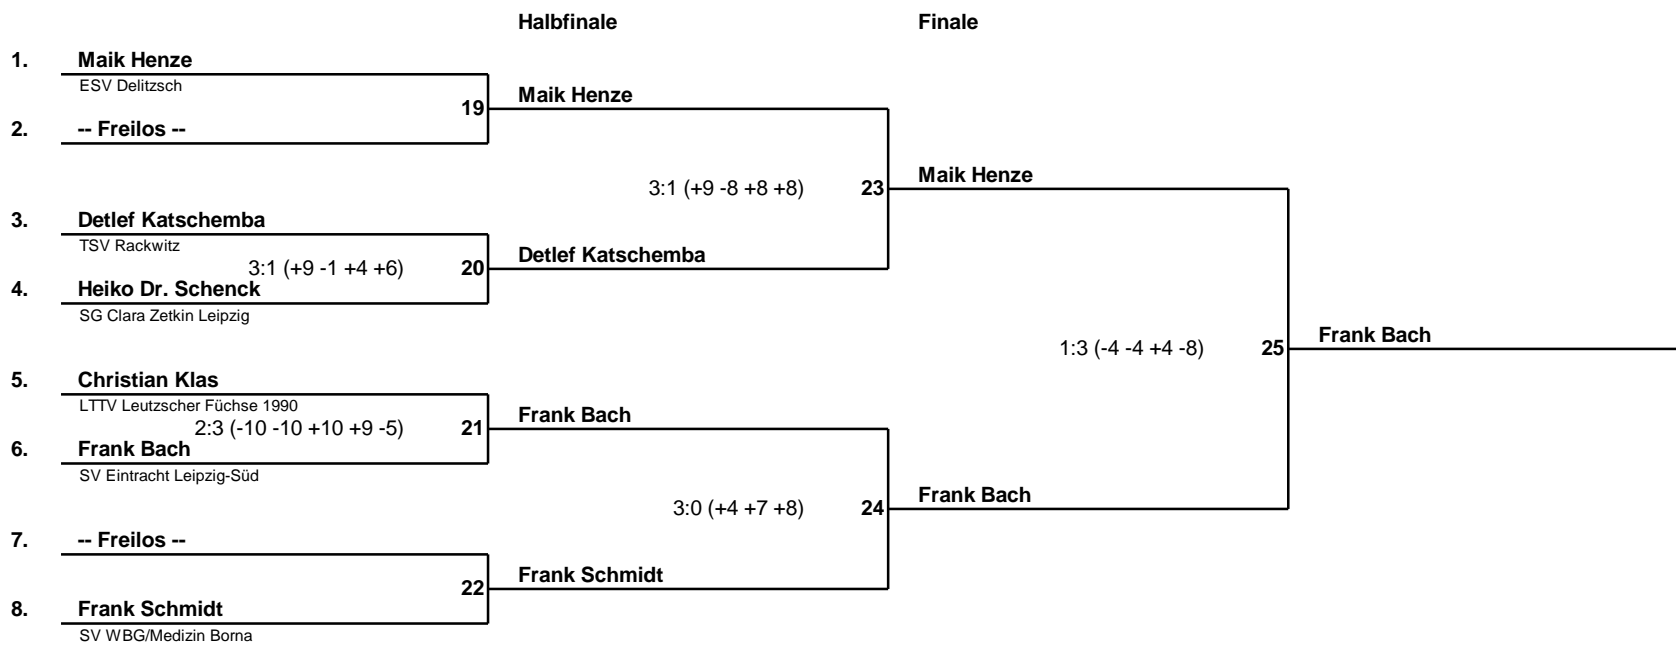 Halbfinale Finale
1. Maik Henze
ESV Delitzsch
19 Maik Henze
2. -- Freilos --
3:1 (+9 -8 +8 +8) 23 Maik Henze
3. Detlef Katschemba
TSV Rackwitz
3:1 (+9 -1 +4 +6) 20 Detlef Katschemba
4. Heiko Dr. Schenck
SG Clara Zetkin Leipzig
1:3 (-4 -4 +4 -8) 25 Frank Bach
5. Christian Klas
LTTV Leutzscher Füchse 1990
2:3 (-10 -10 +10 +9 -5) 21 Frank Bach
6. Frank Bach
SV Eintracht Leipzig-Süd
3:0 (+4 +7 +8) 24 Frank Bach
7. -- Freilos --
22 Frank Schmidt
8. Frank Schmidt
SV WBG/Medizin Borna